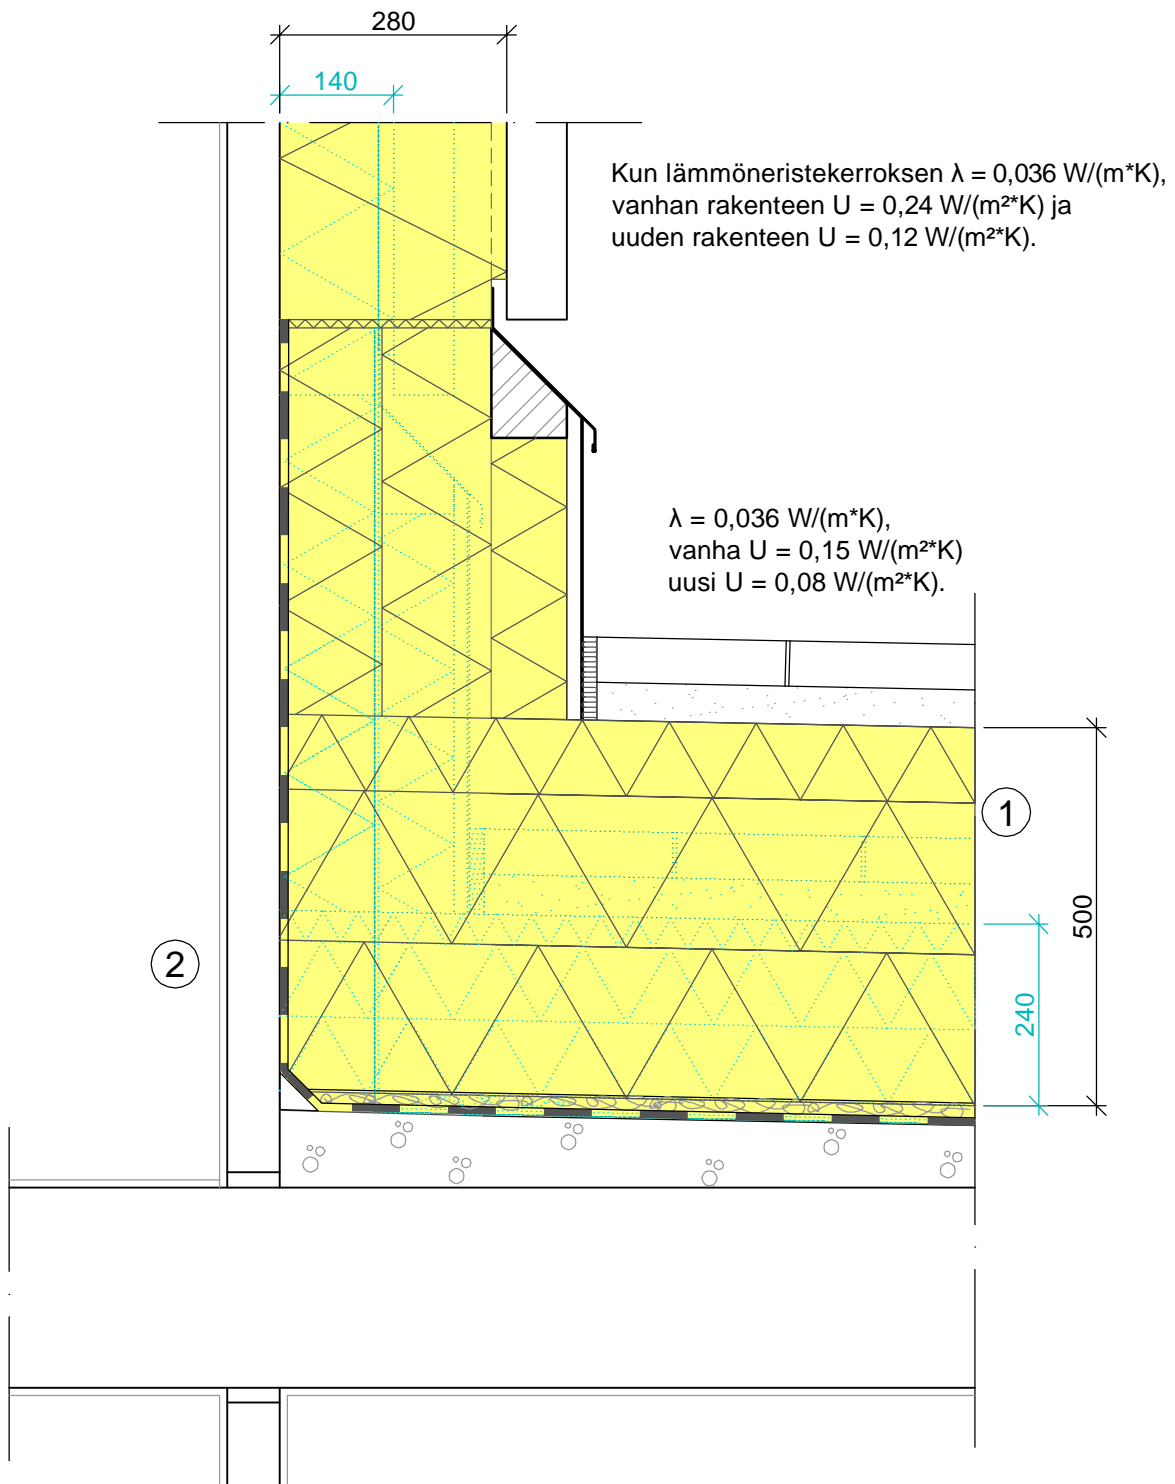 280
140
Kun lämmöneristekerroksen λ = 0,036 W/(m*K),
vanhan rakenteen U = 0,24 W/(m²*K) ja
uuden rakenteen U = 0,12 W/(m²*K).
λ = 0,036 W/(m*K),
vanha U = 0,15 W/(m²*K)
uusi U = 0,08 W/(m²*K).
1
500
2
240